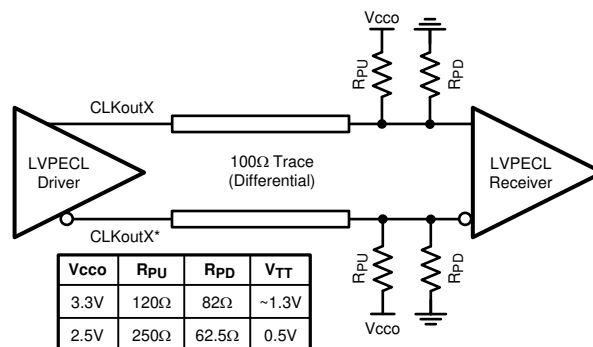 Vcco
RPU
RPD
CLKoutX
LVPECL
Driver
100Ω Trace
(Differential)
LVPECL
Receiver
CLKoutX*
RPU
RPD
Vcco
Vcco RPU RPD VTT
3.3V 120Ω 82Ω ~1.3V
2.5V 250Ω 62.5Ω 0.5V